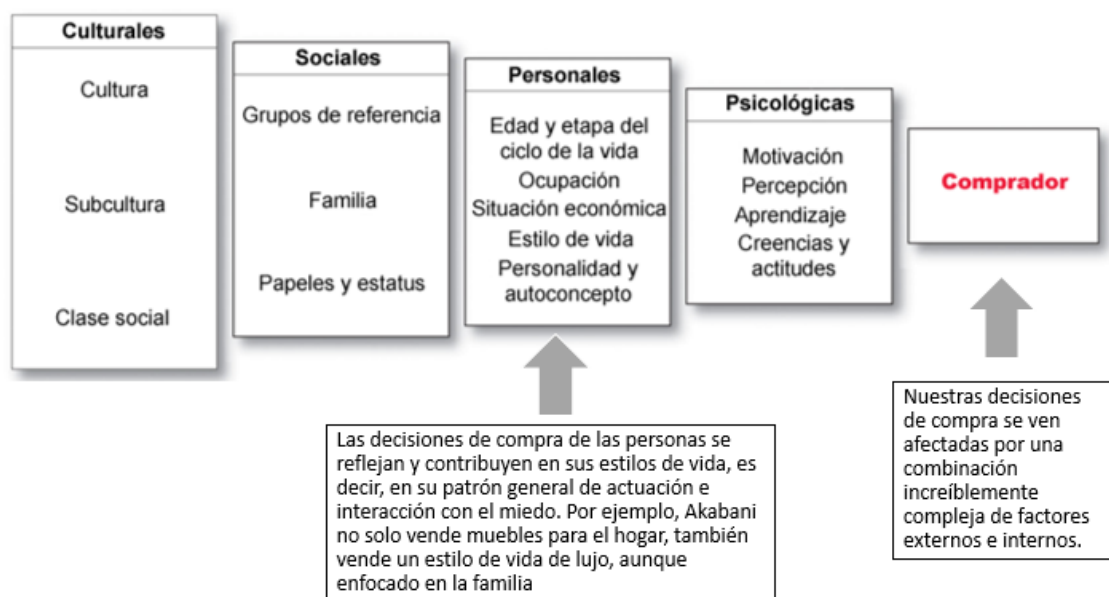 Culturales
Cultura
Subcultura
Clase social
Sociales
Grupos de referencia
Familia
Papeles y estatus
Personales
Edad y etapa del
ciclo de la vida
Ocupación
Situación económica
Estilo de vida
Personalidad y
autoconcepto
Psicológicas
Motivación
Percepción
Aprendizaje
Creencias y
actitudes
Comprador
Las decisiones de compra de las personas se
reflejan y contribuyen en sus estilos de vida, es
decir, en su patrón general de actuación e
interacción con el miedo. Por ejemplo, Akabani
no solo vende muebles para el hogar, también
vende un estilo de vida de lujo, aunque
enfocado en la familia
Nuestras decisiones
de compra se ven
afectadas por una
combinación
increíblemente
compleja de factores
externos e internos.